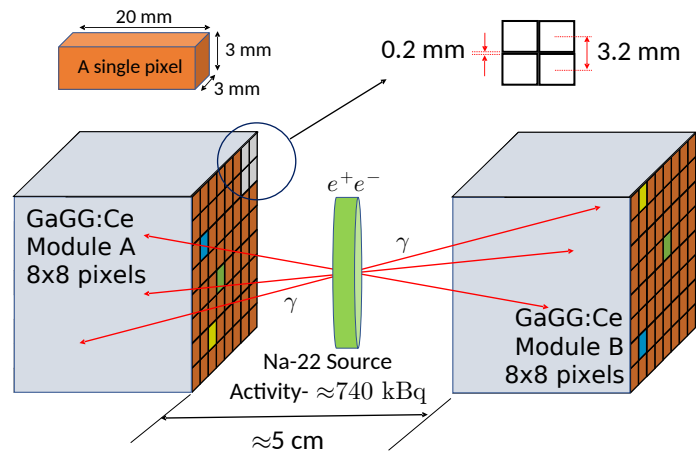 20 mm
A single pixel
3 mm
3 mm
0.2 mm
3.2 mm
GaGG:Ce
Module A
8x8 pixels
e⁺e⁻
γ
γ
GaGG:Ce
Module B
8x8 pixels
Na-22 Source
Activity- ≈740 kBq
≈5 cm